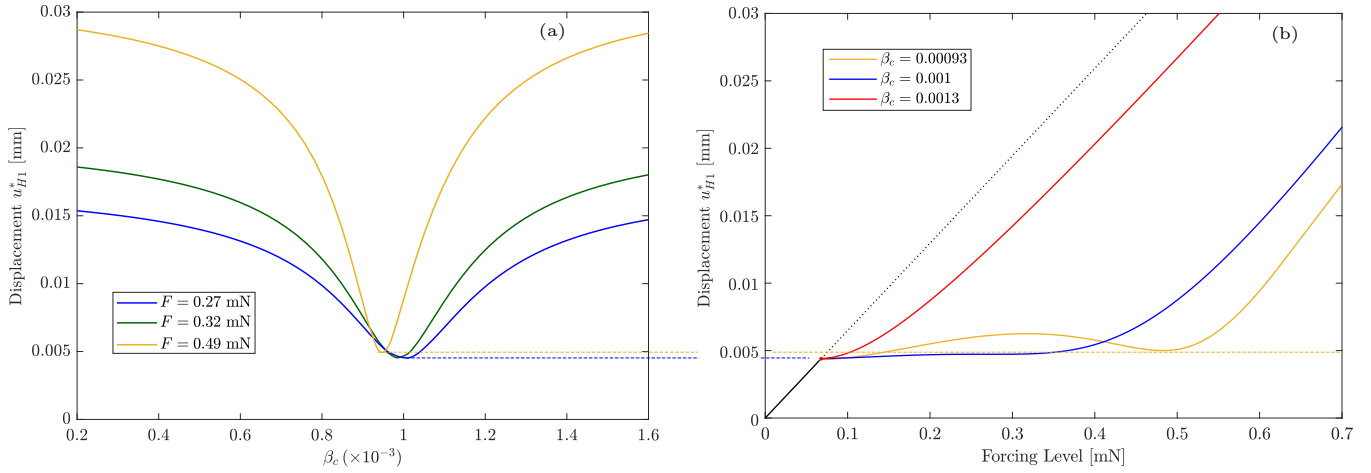 0.03
0.025
0.02
0.015
0.01
0.005
0
Displacement u*_{H1} [mm]
(a)
F = 0.27 mN
F = 0.32 mN
F = 0.49 mN
0.2 0.4 0.6 0.8 1 1.2 1.4 1.6
β_c (×10^{-3})
0.03
0.025
0.02
0.015
0.01
0.005
0
Displacement u*_{H1} [mm]
(b)
β_c = 0.00093
β_c = 0.001
β_c = 0.0013
0 0.1 0.2 0.3 0.4 0.5 0.6 0.7
Forcing Level [mN]